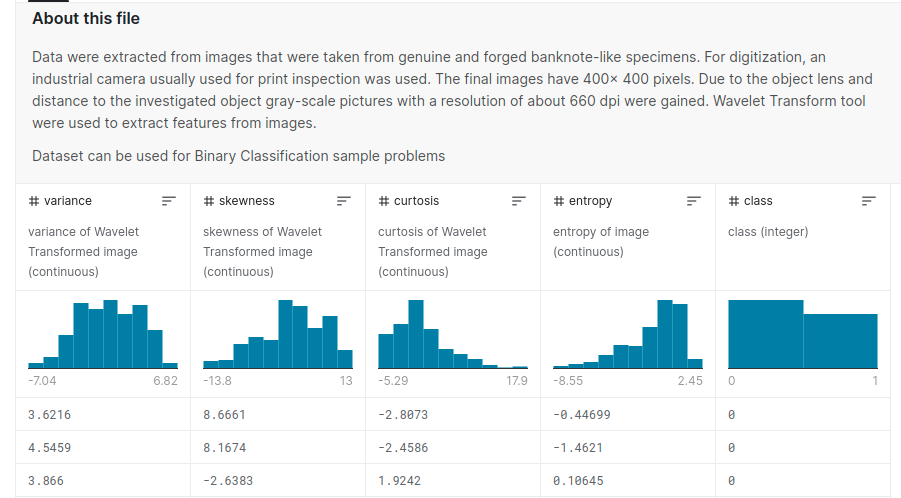 About this file
Data were extracted from images that were taken from genuine and forged banknote-like specimens. For digitization, an
industrial camera usually used for print inspection was used. The final images have 400× 400 pixels. Due to the object lens and
distance to the investigated object gray-scale pictures with a resolution of about 660 dpi were gained. Wavelet Transform tool
were used to extract features from images.
Dataset can be used for Binary Classification sample problems
# variance # skewness # curtosis # entropy # class
variance of Wavelet skewness of Wavelet curtosis of Wavelet entropy of image class (integer)
Transformed image Transformed image Transformed image (continuous)
(continuous) (continuous) (continuous)
-7.04 6.82 -13.8 13 -5.29 17.9 -8.55 2.45 0 1
3.6216 8.6661 -2.8073 -0.44699 0
4.5459 8.1674 -2.4586 -1.4621 0
3.866 -2.6383 1.9242 0.10645 0